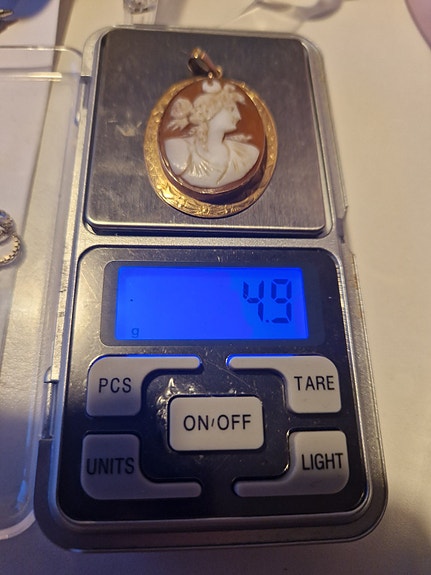 4.9
g
PCS
TARE
ON/OFF
UNITS
LIGHT